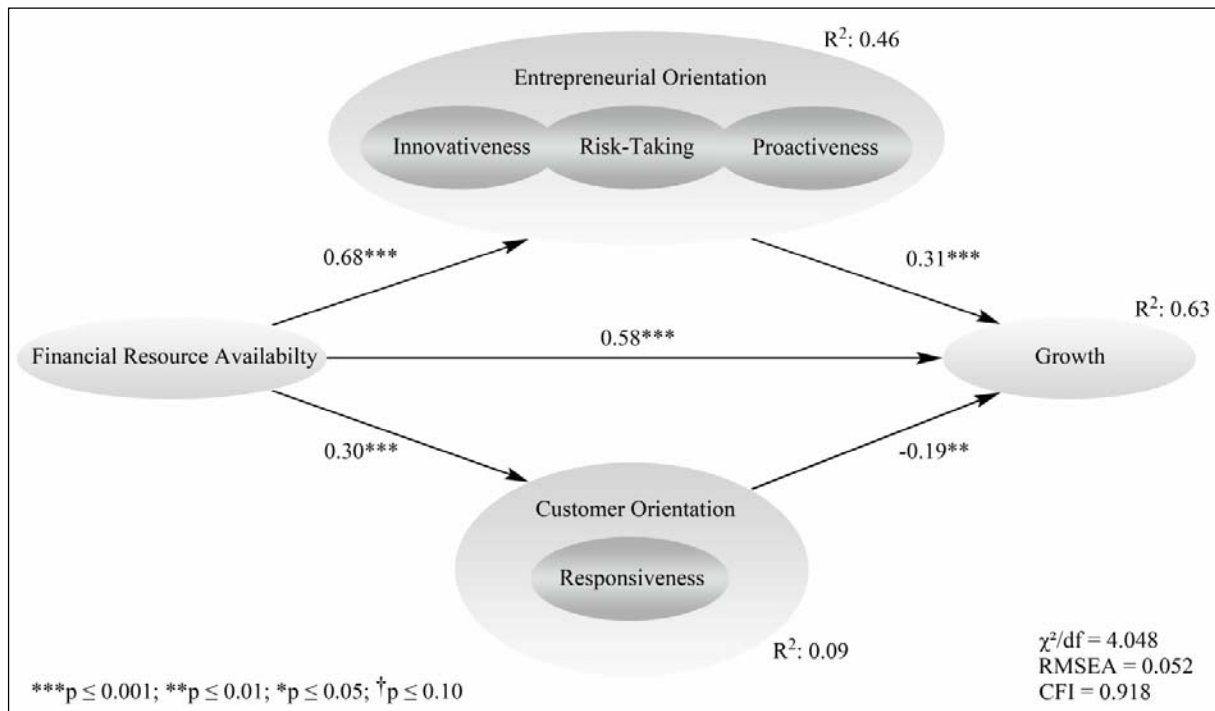 R²: 0.46
Entrepreneurial Orientation
Innovativeness Risk-Taking Proactiveness
0.68***
0.31***
R²: 0.63
Financial Resource Availabilty
0.58***
Growth
0.30***
-0.19**
Customer Orientation
Responsiveness
R²: 0.09
χ²/df = 4.048
RMSEA = 0.052
CFI = 0.918
***p ≤ 0.001; **p ≤ 0.01; *p ≤ 0.05; †p ≤ 0.10